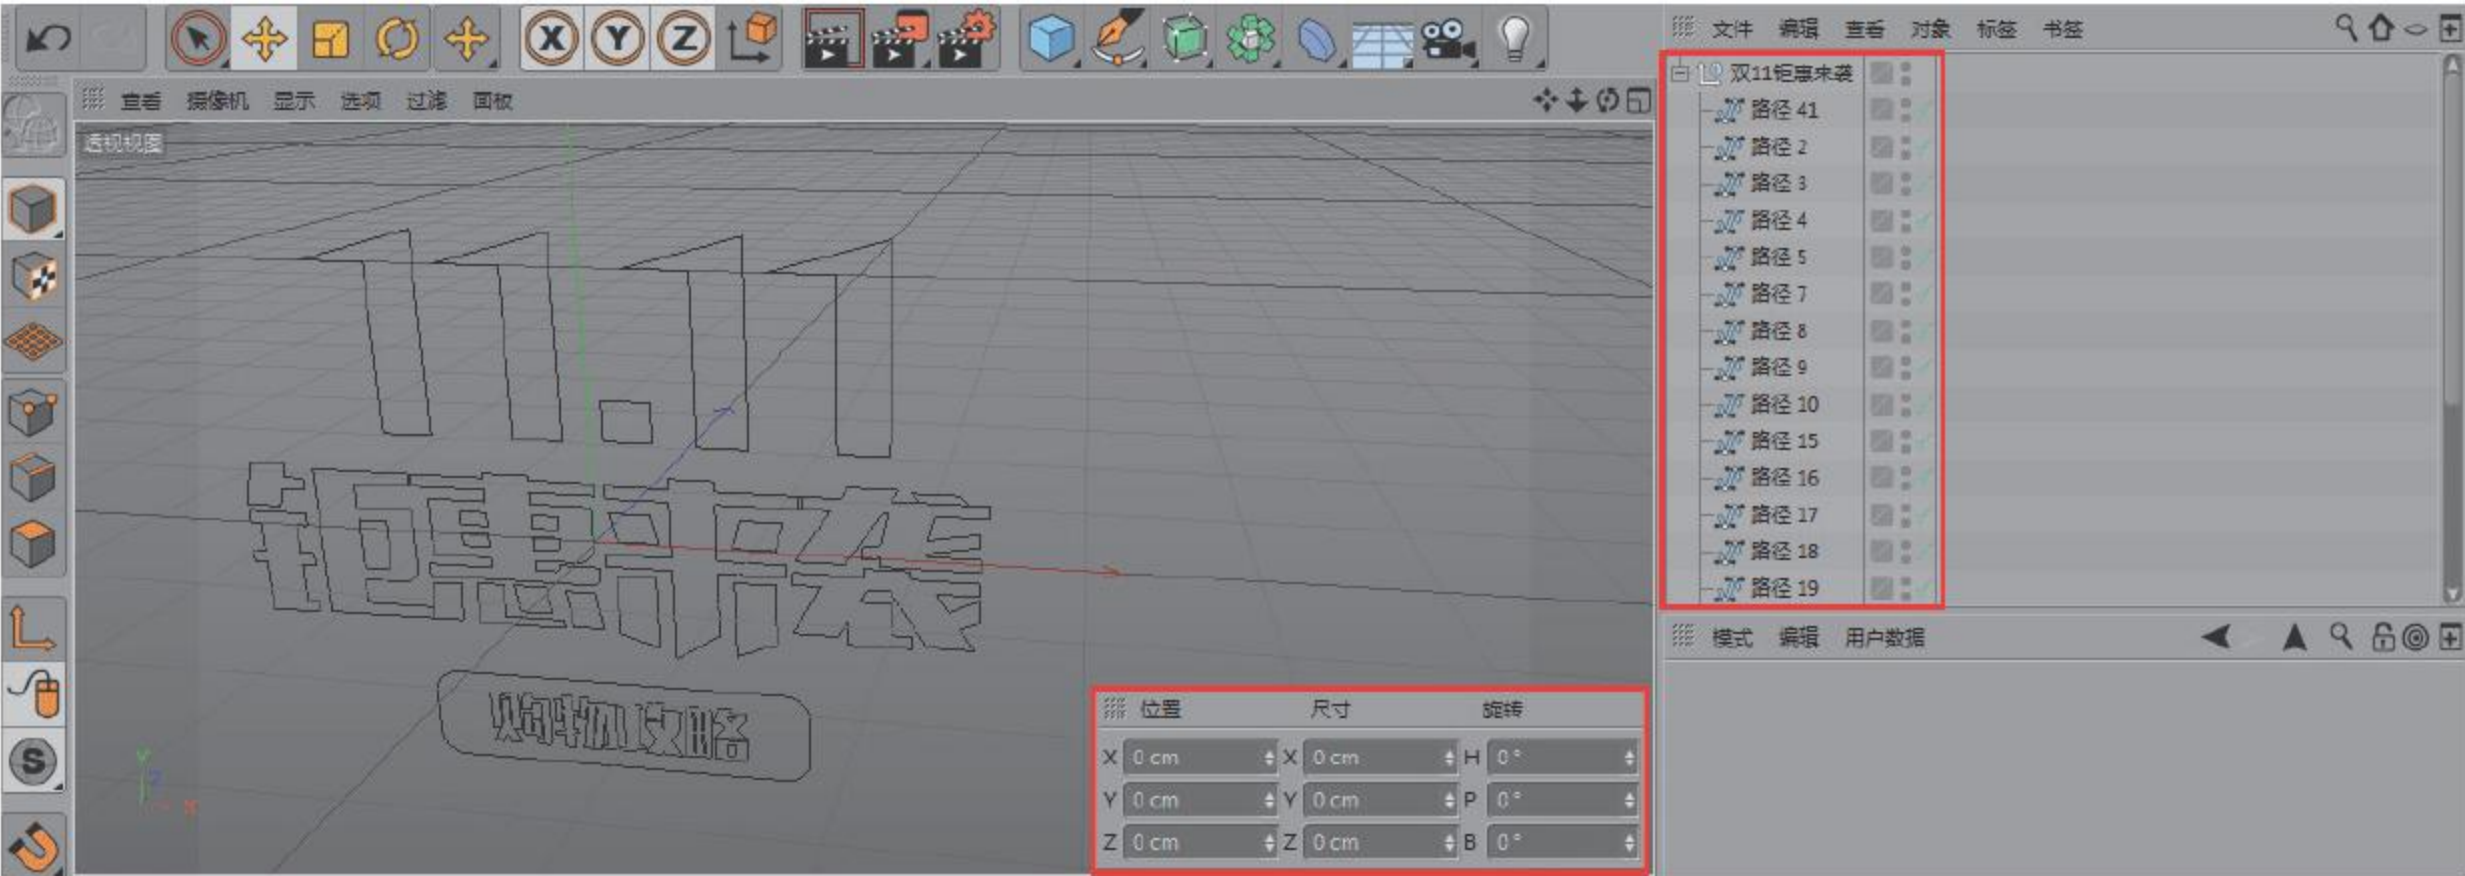 X Y Z
文件 编辑 查看 对象 标签 书签
查看 摄像机 显示 选项 过滤 面板
透视视图
11.11
钜惠来袭
购物攻略
Y
Z
X
S
双11钜惠来袭
路径 41
路径 2
路径 3
路径 4
路径 5
路径 7
路径 8
路径 9
路径 10
路径 15
路径 16
路径 17
路径 18
路径 19
位置 尺寸 旋转
X 0 cm X 0 cm H 0 °
Y 0 cm Y 0 cm P 0 °
Z 0 cm Z 0 cm B 0 °
模式 编辑 用户数据